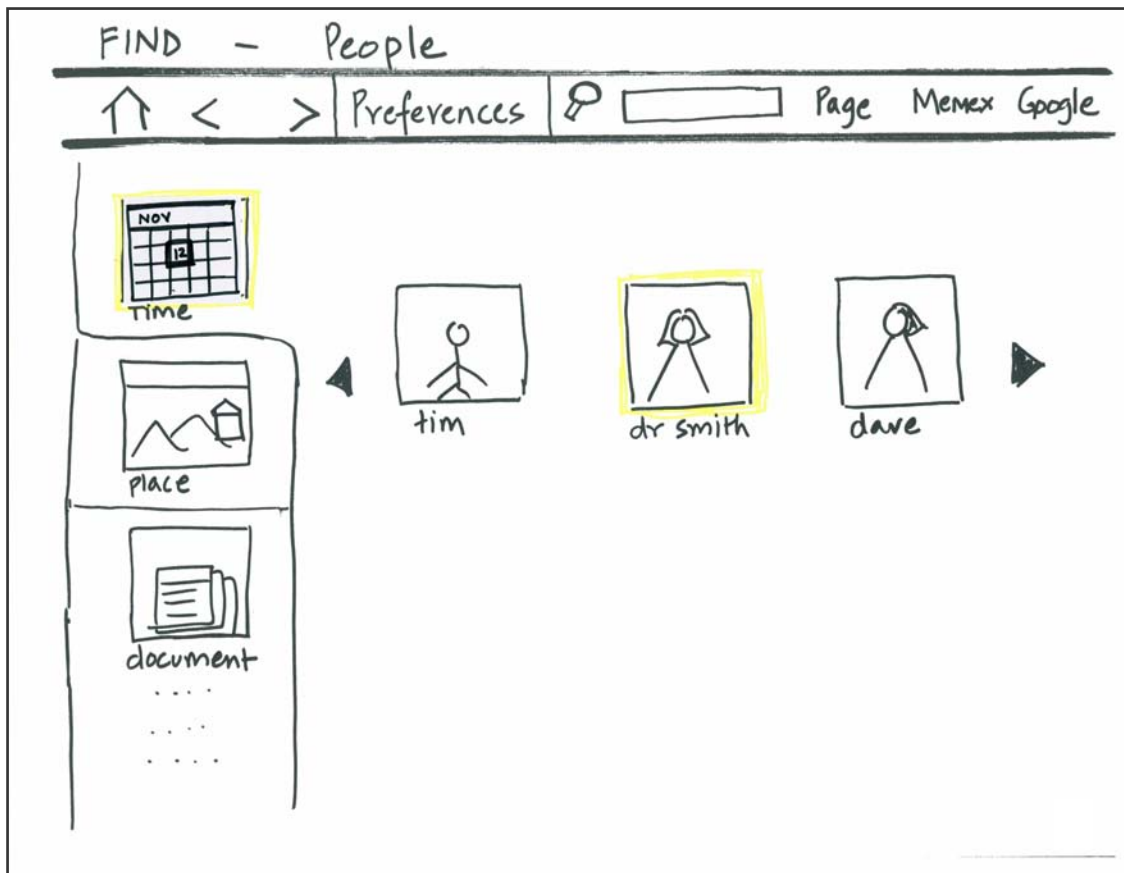 FIND - People
Preferences Page Memex Google
NOV
12
Time
place
document
tim dr smith dave